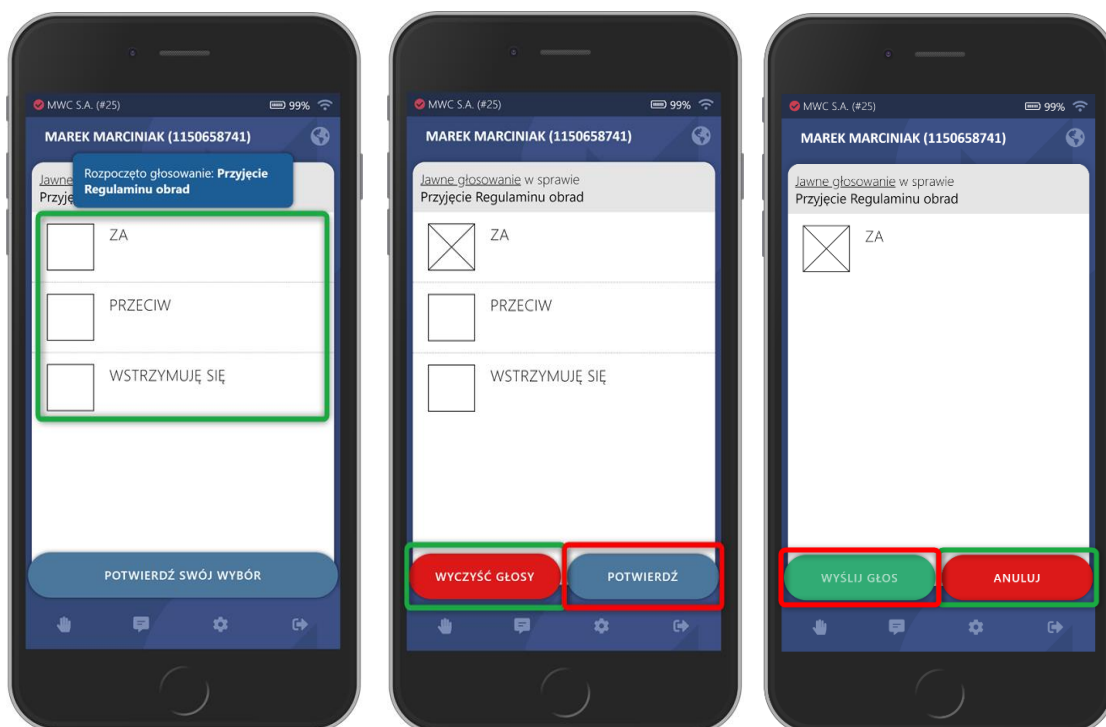 MWC S.A. (#25) 99%
MAREK MARCINIAK (1150658741)
Rozpoczęto głosowanie: Przyjęcie
Regulaminu obrad
Jawne
Przyję
ZA
PRZECIW
WSTRZYMUJĘ SIĘ
POTWIERDŹ SWÓJ WYBÓR
MWC S.A. (#25) 99%
MAREK MARCINIAK (1150658741)
Jawne głosowanie w sprawie
Przyjęcie Regulaminu obrad
ZA
PRZECIW
WSTRZYMUJĘ SIĘ
WYCZYŚĆ GŁOSY POTWIERDŹ
MWC S.A. (#25) 99%
MAREK MARCINIAK (1150658741)
Jawne głosowanie w sprawie
Przyjęcie Regulaminu obrad
ZA
WYŚLIJ GŁOS ANULUJ